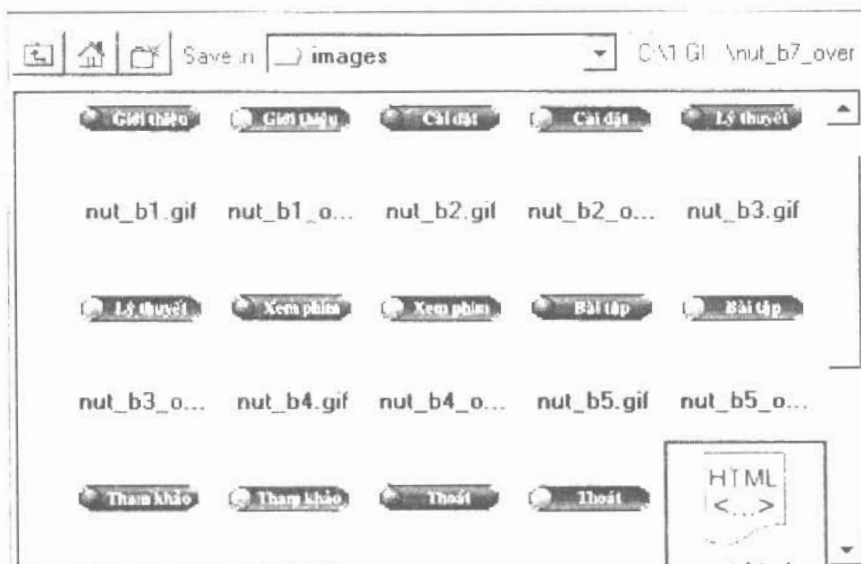 Save in images C:\1 GI \nut_b7_over
Giới thiệu Giới thiệu Cài đặt Cài đặt Lý thuyết
nut_b1.gif nut_b1_o... nut_b2.gif nut_b2_o... nut_b3.gif
Lý thuyết Xem phim Xem phim Bài tập Bài tập
nut_b3_o... nut_b4.gif nut_b4_o... nut_b5.gif nut_b5_o...
Tham khảo Tham khảo Thoát Thoát HTML
<...>